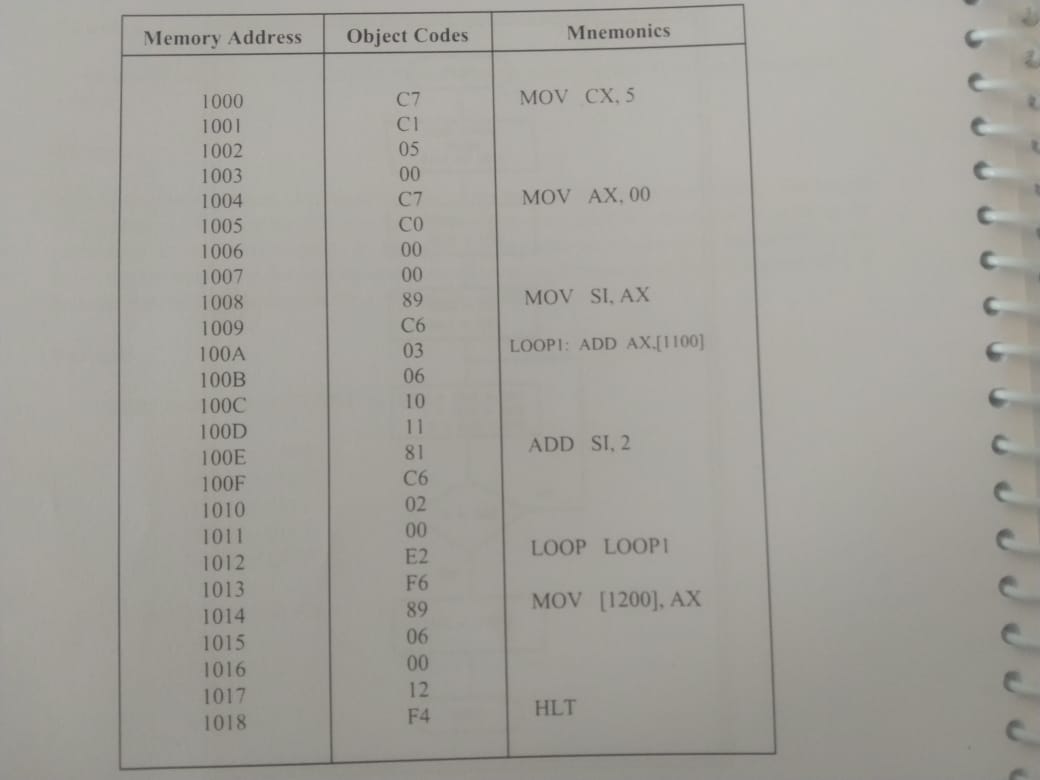 Memory Address Object Codes Mnemonics
1000 C7 MOV CX, 5
1001 C1
1002 05
1003 00
1004 C7 MOV AX, 00
1005 C0
1006 00
1007 00
1008 89 MOV SI, AX
1009 C6
100A 03 LOOP1: ADD AX,[1100]
100B 06
100C 10
100D 11
100E 81 ADD SI, 2
100F C6
1010 02
1011 00
1012 E2 LOOP LOOP1
1013 F6
1014 89 MOV [1200], AX
1015 06
1016 00
1017 12
1018 F4 HLT